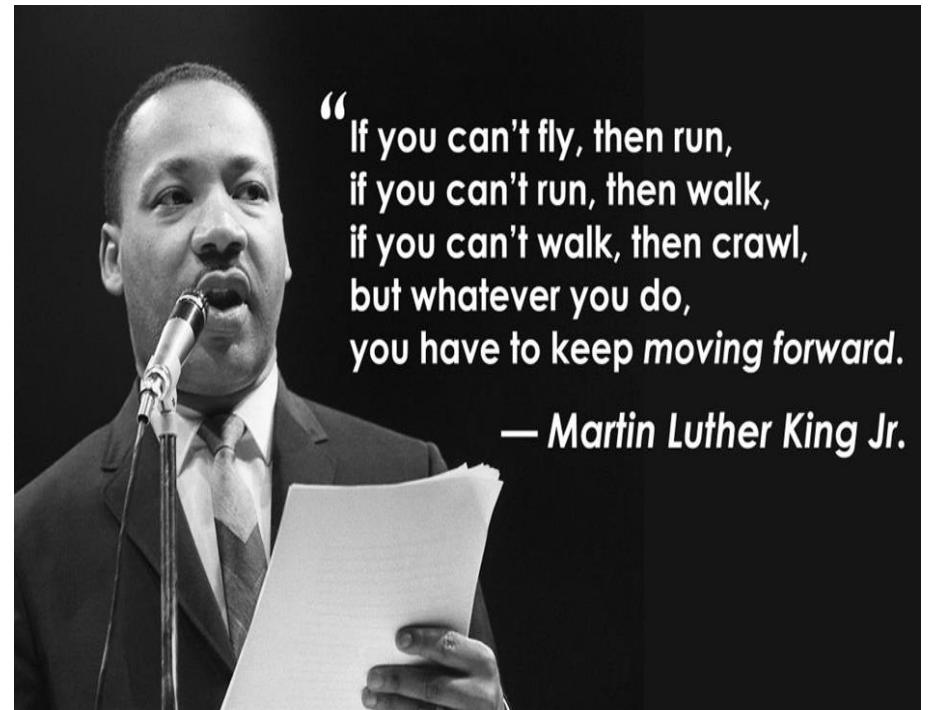 “If you can’t fly, then run,
if you can’t run, then walk,
if you can’t walk, then crawl,
but whatever you do,
you have to keep moving forward.
— Martin Luther King Jr.